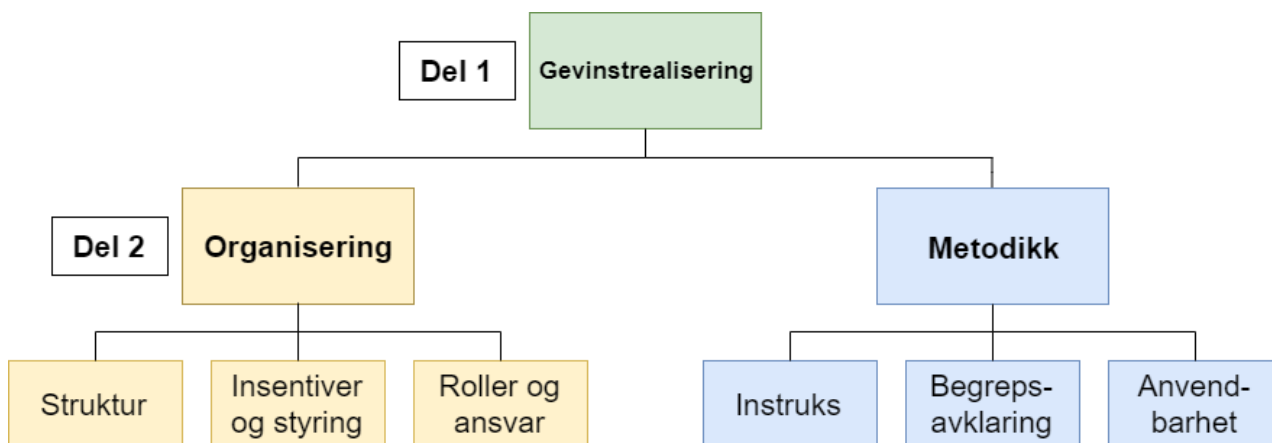 Del 1
Gevinstrealisering
Del 2
Organisering
Metodikk
Struktur
Insentiver
og styring
Roller og
ansvar
Instruks
Begreps-
avklaring
Anvend-
barhet